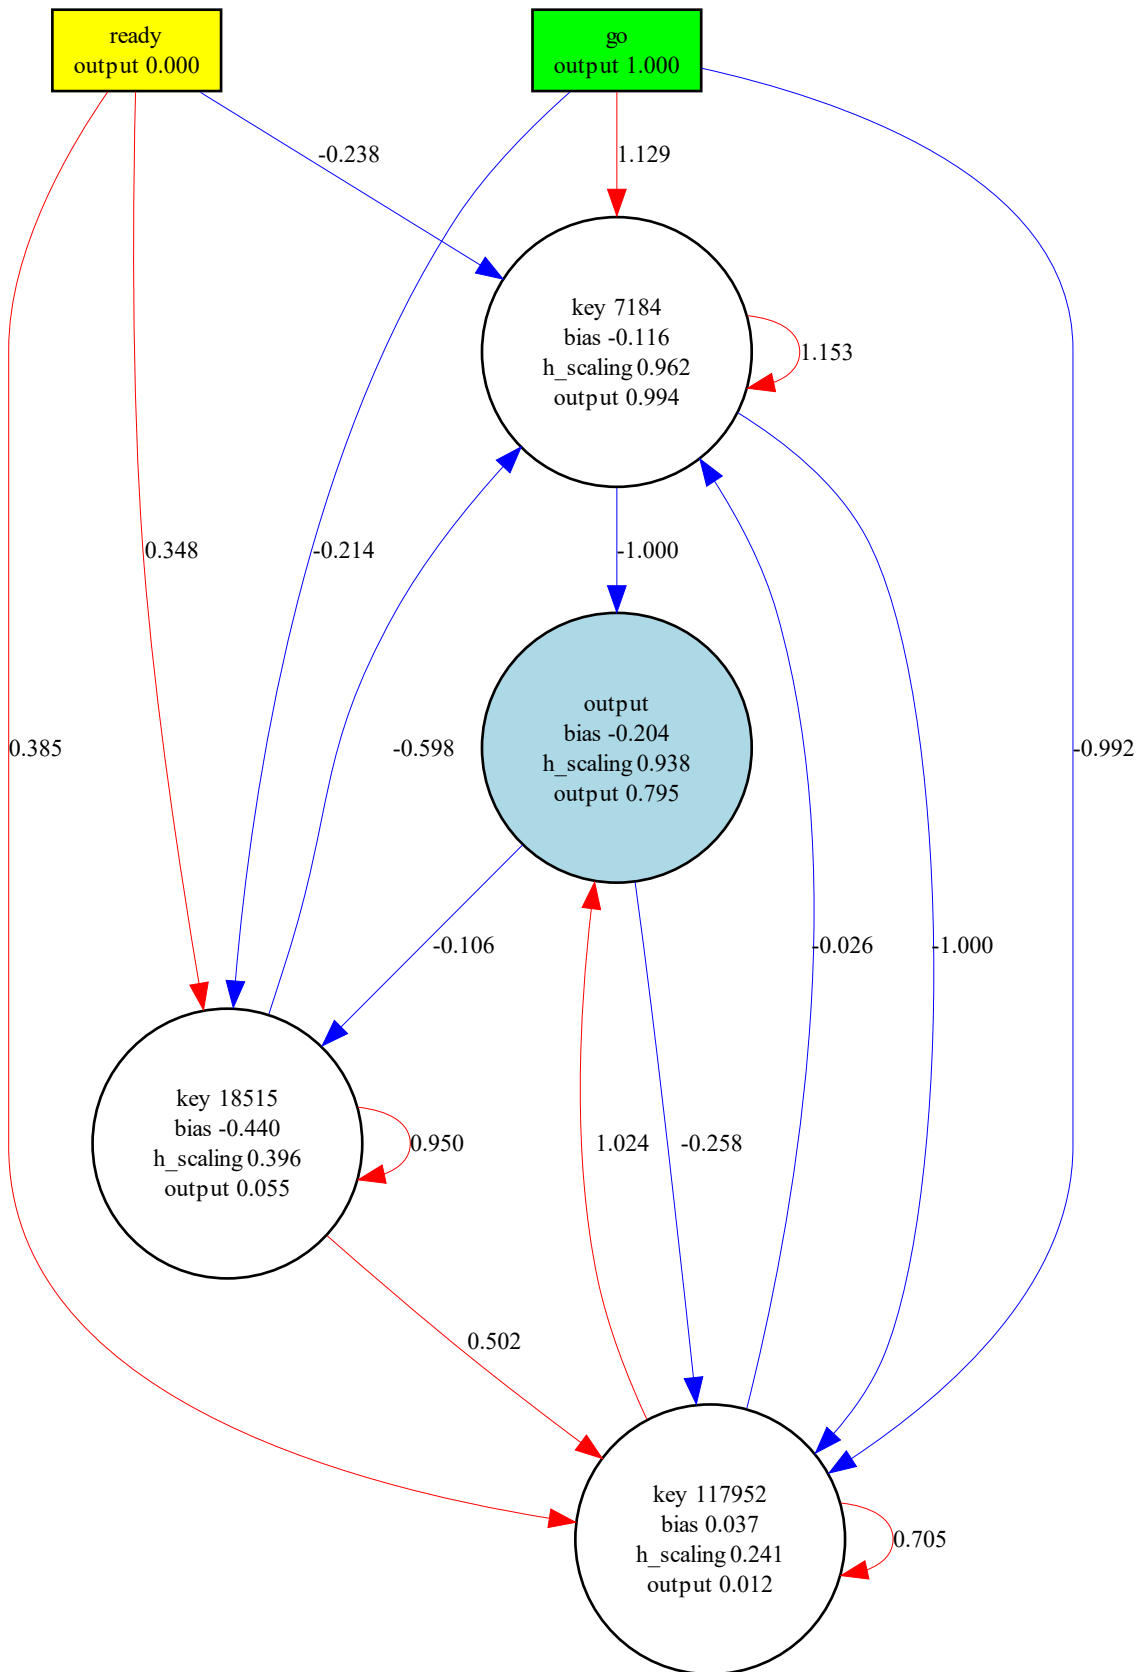 ready
output 0.000
go
output 1.000
-0.238
1.129
key 7184
bias -0.116
h_scaling 0.962
output 0.994
1.153
0.348
-0.214
-1.000
output
bias -0.204
h_scaling 0.938
output 0.795
0.385
-0.598
-0.992
-0.106
-0.026
-1.000
key 18515
bias -0.440
h_scaling 0.396
output 0.055
0.950
1.024
-0.258
0.502
key 117952
bias 0.037
h_scaling 0.241
output 0.012
0.705